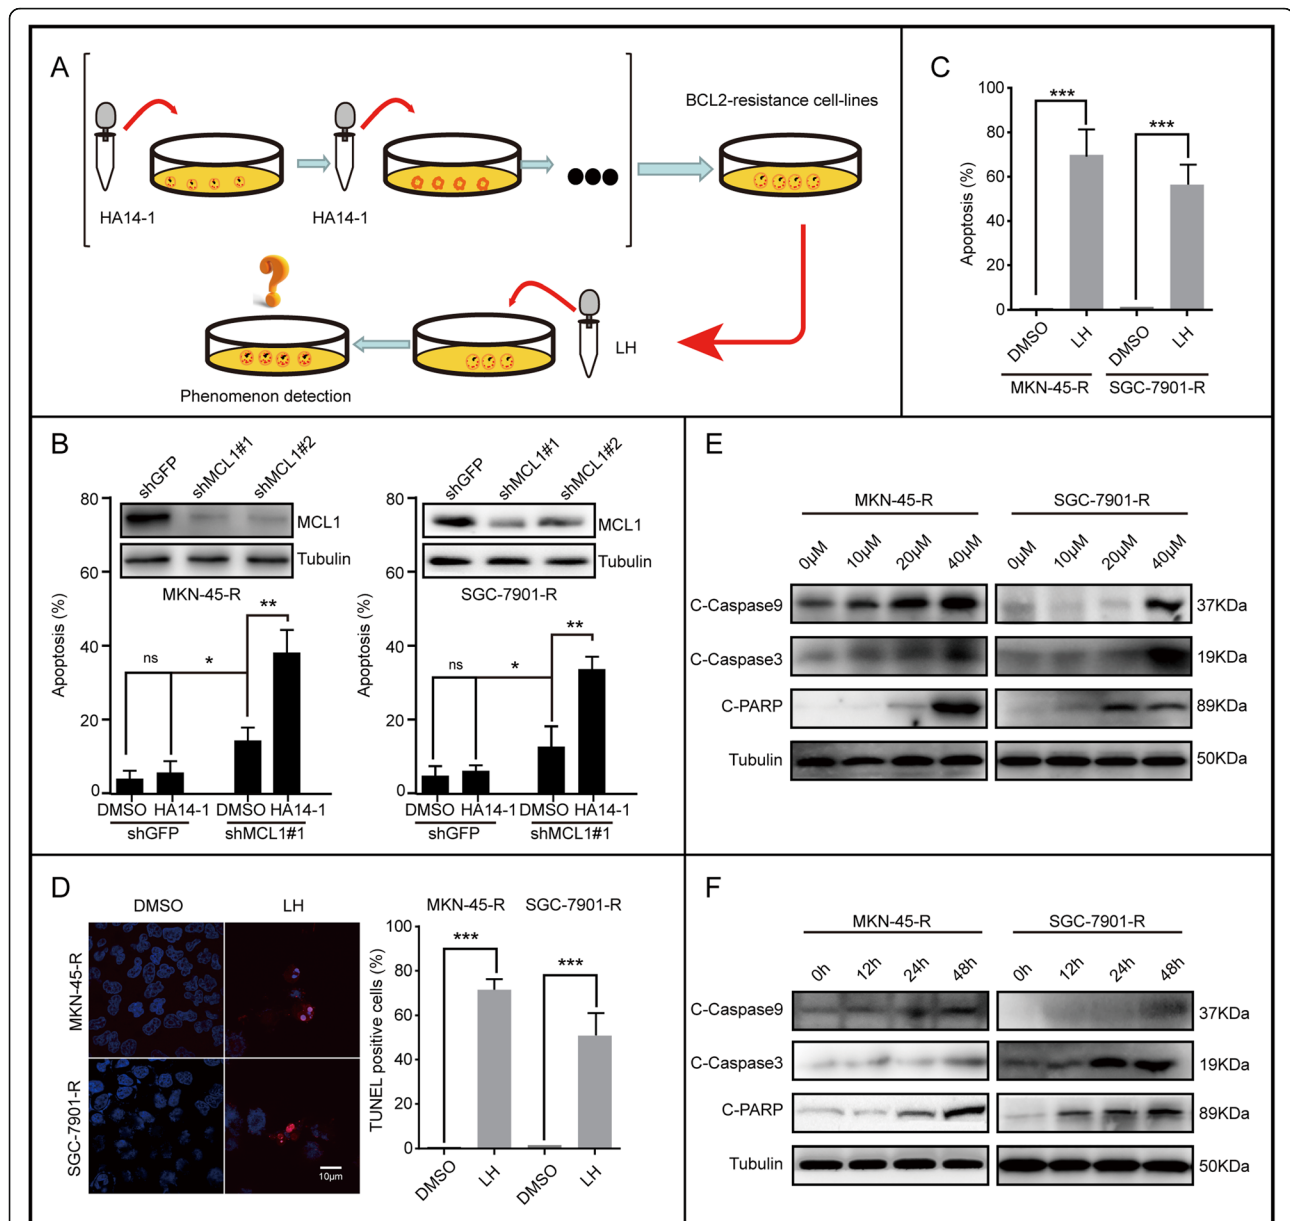 A
HA14-1
HA14-1
BCL2-resistance cell-lines
?
LH
Phenomenon detection
C
Apoptosis (%)
100
80
60
40
20
0
***
***
DMSO
LH
DMSO
LH
MKN-45-R
SGC-7901-R
B
shGFP
shMCL1#1
shMCL1#2
MCL1
Tubulin
MKN-45-R
Apoptosis (%)
80
60
40
20
0
ns
*
**
DMSO HA14-1
DMSO HA14-1
shGFP
shMCL1#1
shGFP
shMCL1#1
shMCL1#2
MCL1
Tubulin
SGC-7901-R
Apoptosis (%)
80
60
40
20
0
ns
*
**
DMSO HA14-1
DMSO HA14-1
shGFP
shMCL1#1
E
MKN-45-R
SGC-7901-R
0µM
10µM
20µM
40µM
0µM
10µM
20µM
40µM
C-Caspase9
37KDa
C-Caspase3
19KDa
C-PARP
89KDa
Tubulin
50KDa
D
DMSO
LH
MKN-45-R
SGC-7901-R
10µm
MKN-45-R
SGC-7901-R
TUNEL positive cells (%)
100
80
60
40
20
0
***
***
DMSO
LH
DMSO
LH
F
MKN-45-R
SGC-7901-R
0h
12h
24h
48h
0h
12h
24h
48h
C-Caspase9
37KDa
C-Caspase3
19KDa
C-PARP
89KDa
Tubulin
50KDa